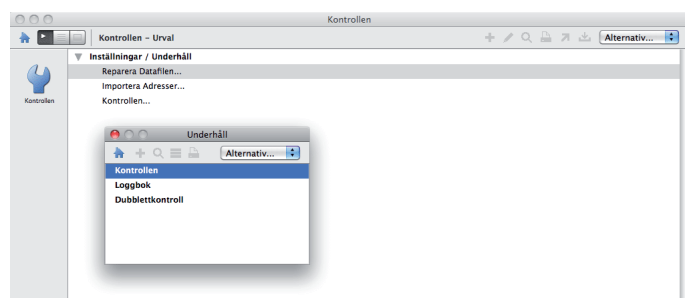 Kontrollen
Kontrollen – Urval
Alternativ...
Kontrollen
Inställningar / Underhåll
Reparera Datafilen...
Importera Adresser...
Kontrollen...
Underhåll
Alternativ...
Kontrollen
Loggbok
Dubblettkontroll